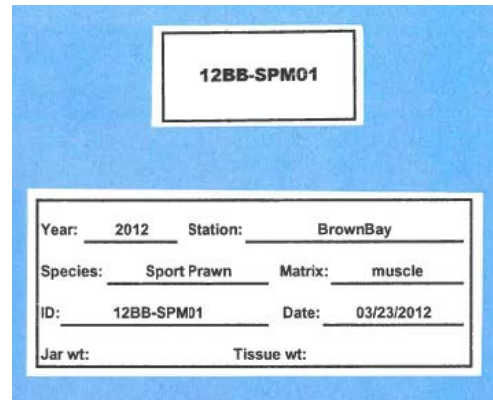 12BB-SPM01
Year: 2012 Station: BrownBay
Species: Sport Prawn Matrix: muscle
ID: 12BB-SPM01 Date: 03/23/2012
Jar wt: Tissue wt: